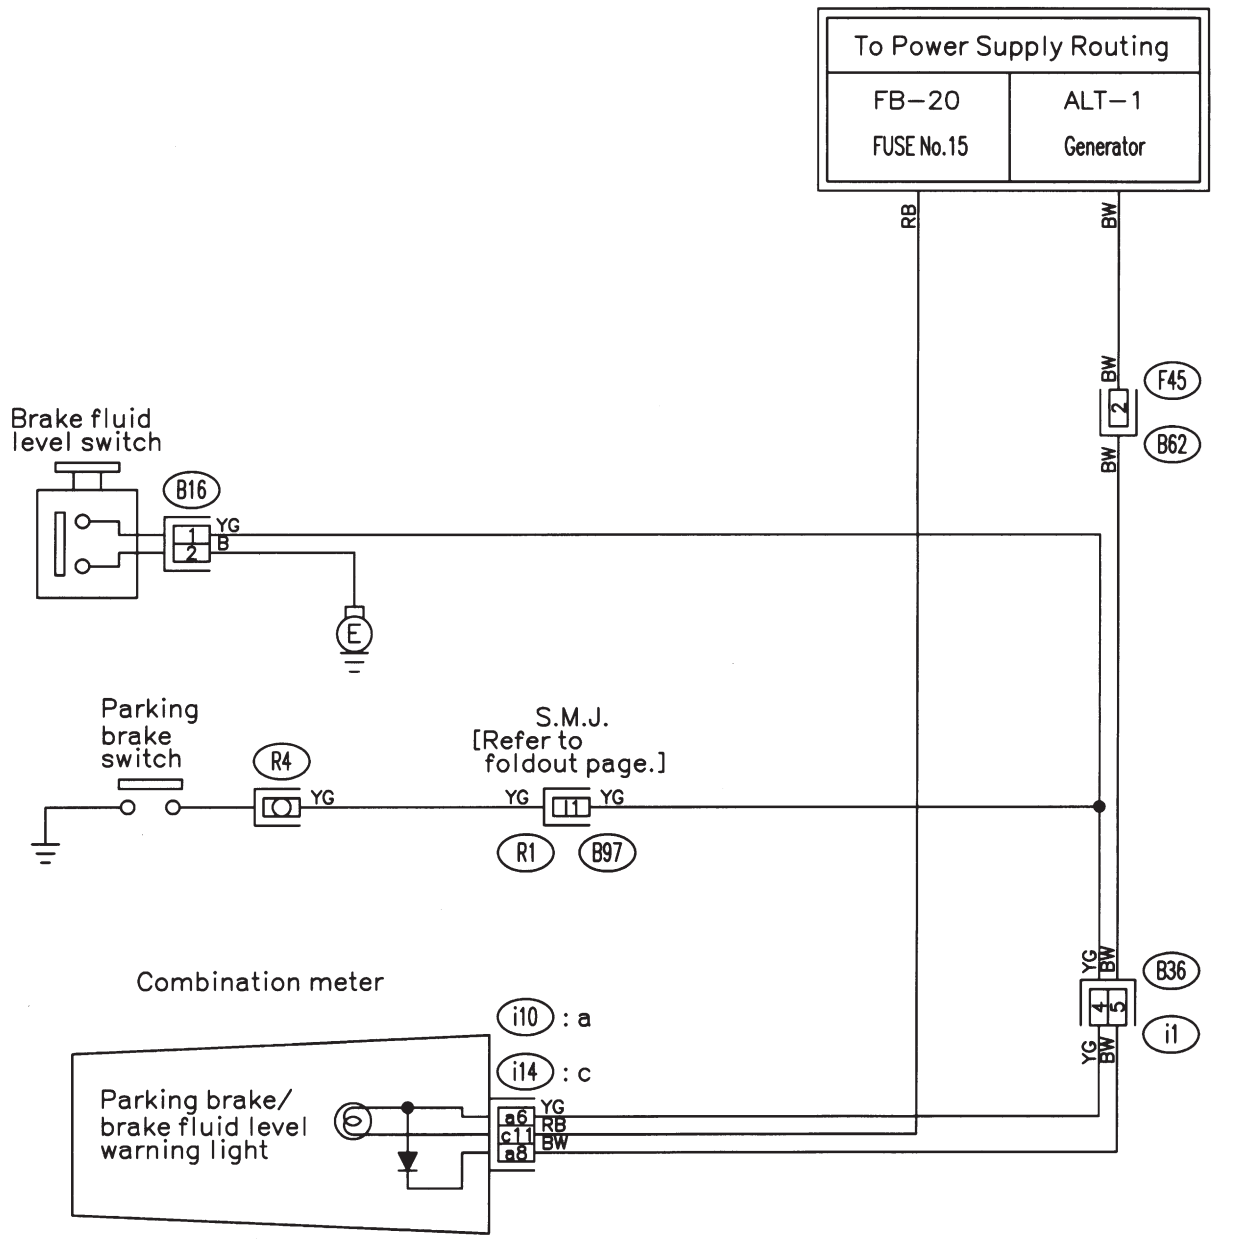 To Power Supply Routing
FB-20
ALT-1
FUSE No.15
Generator
RB
BW
BW
F45
2
B62
BW
Brake fluid
level switch
B16
1
YG
2
B
E
Parking
brake
switch
R4
YG
S.M.J.
[Refer to
foldout page.]
YG
11
YG
R1
B97
YG
BW
B36
4
5
YG
BW
i1
Combination meter
i10 : a
i14 : c
Parking brake/
brake fluid level
warning light
a6
YG
c11
RB
a8
BW